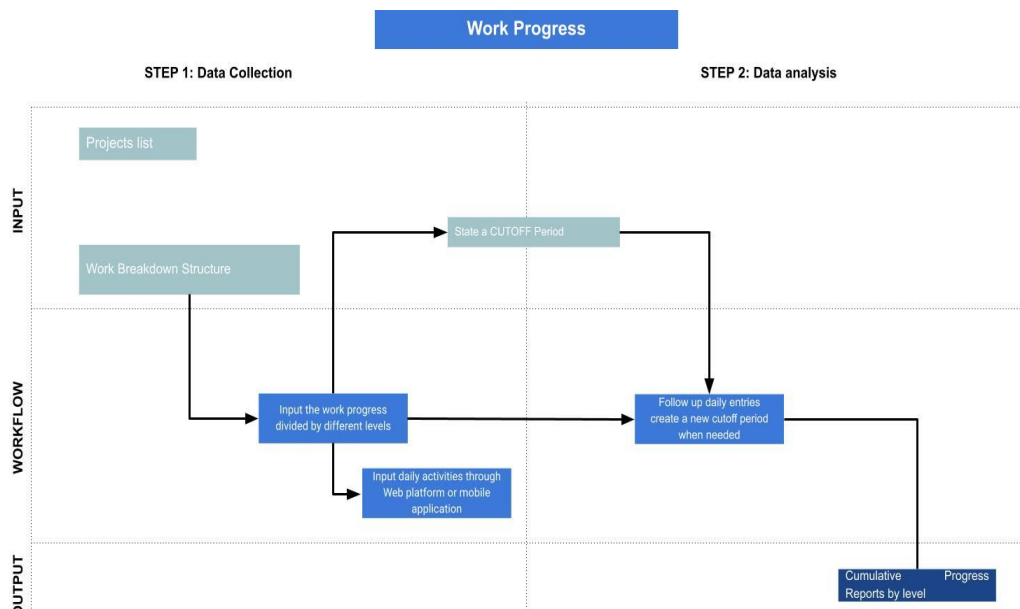 Work Progress
STEP 1: Data Collection
STEP 2: Data analysis
INPUT
Projects list
State a CUTOFF Period
Work Breakdown Structure
WORKFLOW
Input the work progress
divided by different levels
Follow up daily entries
create a new cutoff period
when needed
Input daily activities through
Web platform or mobile
application
OUTPUT
Cumulative Progress
Reports by level